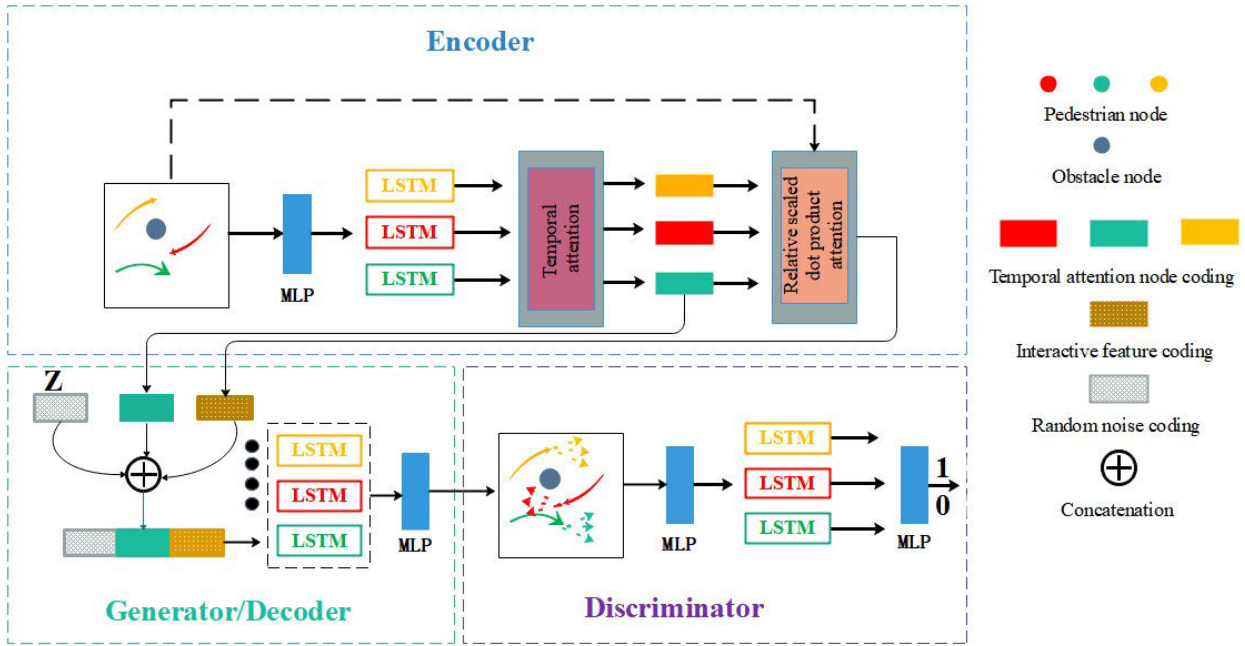 Encoder
LSTM
LSTM
LSTM
MLP
Temporal
attention
Relative scaled
dot product
attention
Z
LSTM
LSTM
LSTM
MLP
Generator/Decoder
MLP
LSTM
LSTM
LSTM
MLP
1
0
Discriminator
Pedestrian node
Obstacle node
Temporal attention node coding
Interactive feature coding
Random noise coding
Concatenation